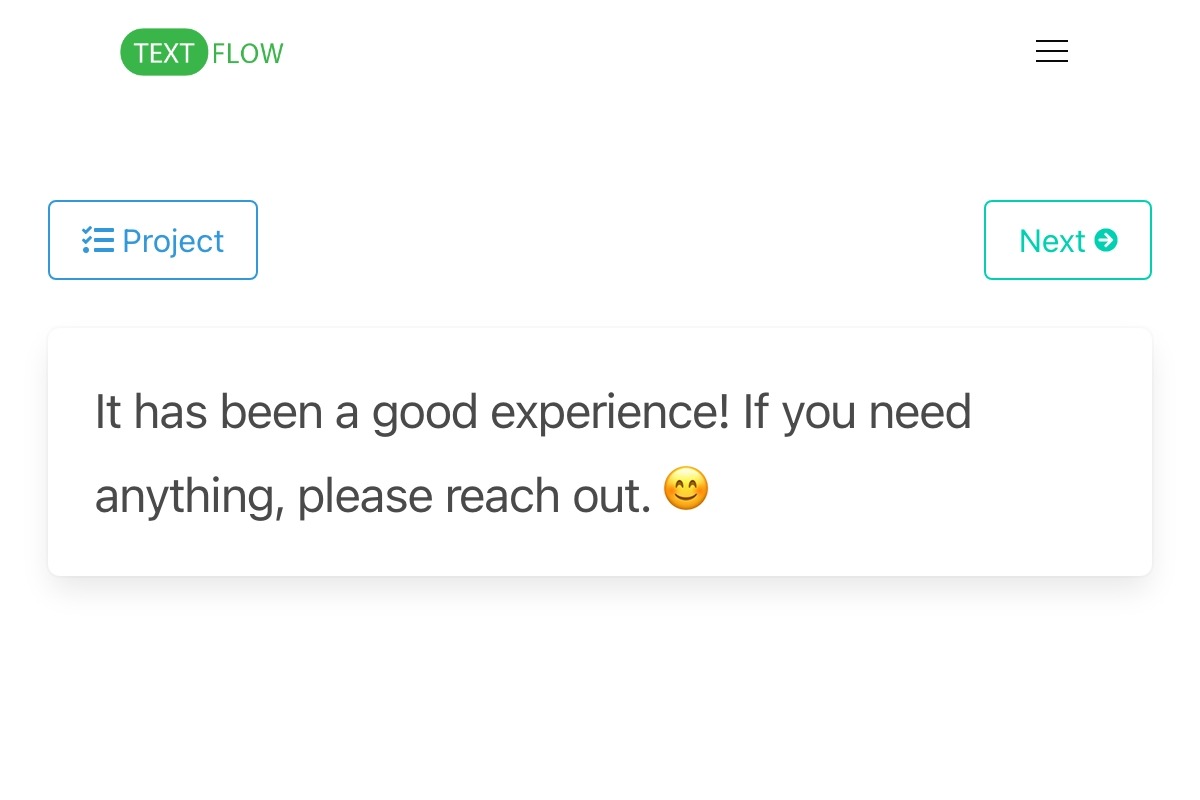 TEXT FLOW
Project
Next
It has been a good experience! If you need
anything, please reach out. 😊